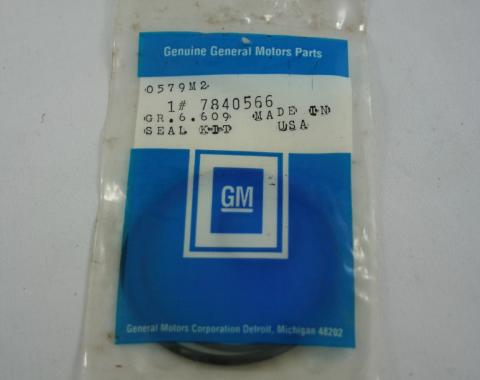 Genuine General Motors Parts
0579M2
1# 7840566
GR.6.609 MADE IN
SEAL KIT USA
GM
General Motors Corporation Detroit, Michigan 48202